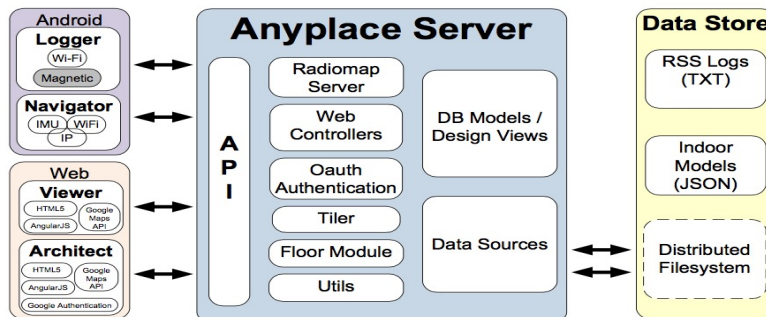 Android
Logger
Wi-Fi
Magnetic
Navigator
IMU
WiFi
IP
Web
Viewer
HTML5
AngularJS
Google
Maps
API
Architect
HTML5
AngularJS
Google
Maps
API
Google Authentication
Anyplace Server
A
P
I
Radiomap
Server
Web
Controllers
Oauth
Authentication
Tiler
Floor Module
Utils
DB Models /
Design Views
Data Sources
Data Store
RSS Logs
(TXT)
Indoor
Models
(JSON)
Distributed
Filesystem